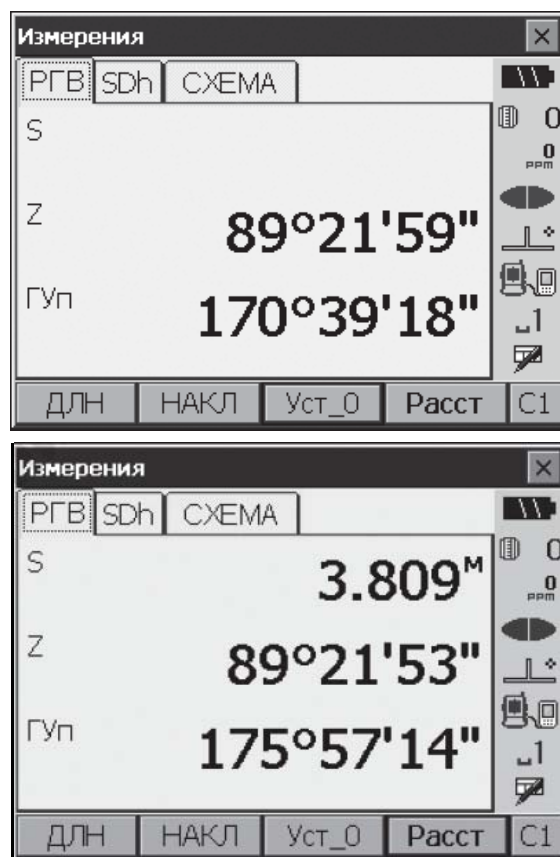 Измерения
РГВ SDh СХЕМА
S
0
0
ppm
Z 89°21'59"
ГУп 170°39'18"
1
ДЛН НАКЛ Уст_0 Расст С1
Измерения
РГВ SDh СХЕМА
S 3.809м
0
0
ppm
Z 89°21'53"
ГУп 175°57'14"
1
ДЛН НАКЛ Уст_0 Расст С1